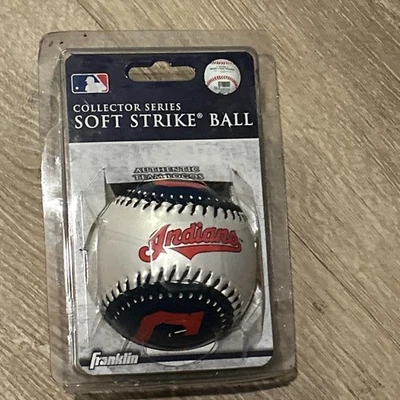 COLLECTOR SERIES
SOFT STRIKE® BALL
AUTHENTIC
TEAM LOGOS
Indians
C
Franklin